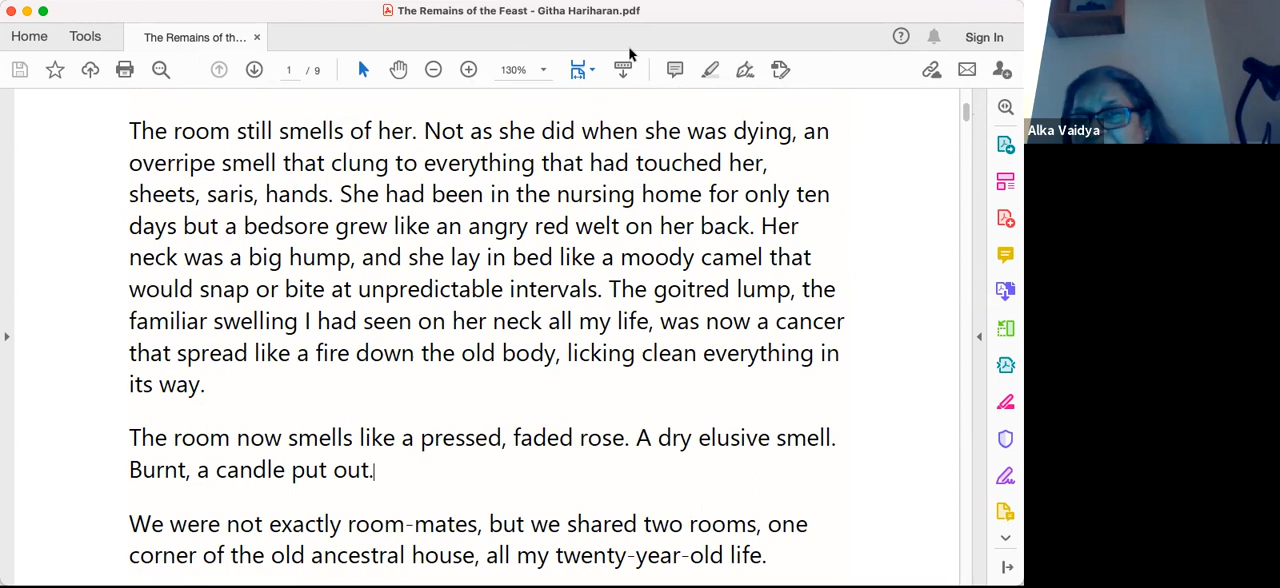 The Remains of the Feast - Githa Hariharan.pdf
Home Tools The Remains of th... × Sign In
1 / 9 130%
The room still smells of her. Not as she did when she was dying, an
overripe smell that clung to everything that had touched her,
sheets, saris, hands. She had been in the nursing home for only ten
days but a bedsore grew like an angry red welt on her back. Her
neck was a big hump, and she lay in bed like a moody camel that
would snap or bite at unpredictable intervals. The goitred lump, the
familiar swelling I had seen on her neck all my life, was now a cancer
that spread like a fire down the old body, licking clean everything in
its way.
The room now smells like a pressed, faded rose. A dry elusive smell.
Burnt, a candle put out.
We were not exactly room-mates, but we shared two rooms, one
corner of the old ancestral house, all my twenty-year-old life.
Alka Vaidya